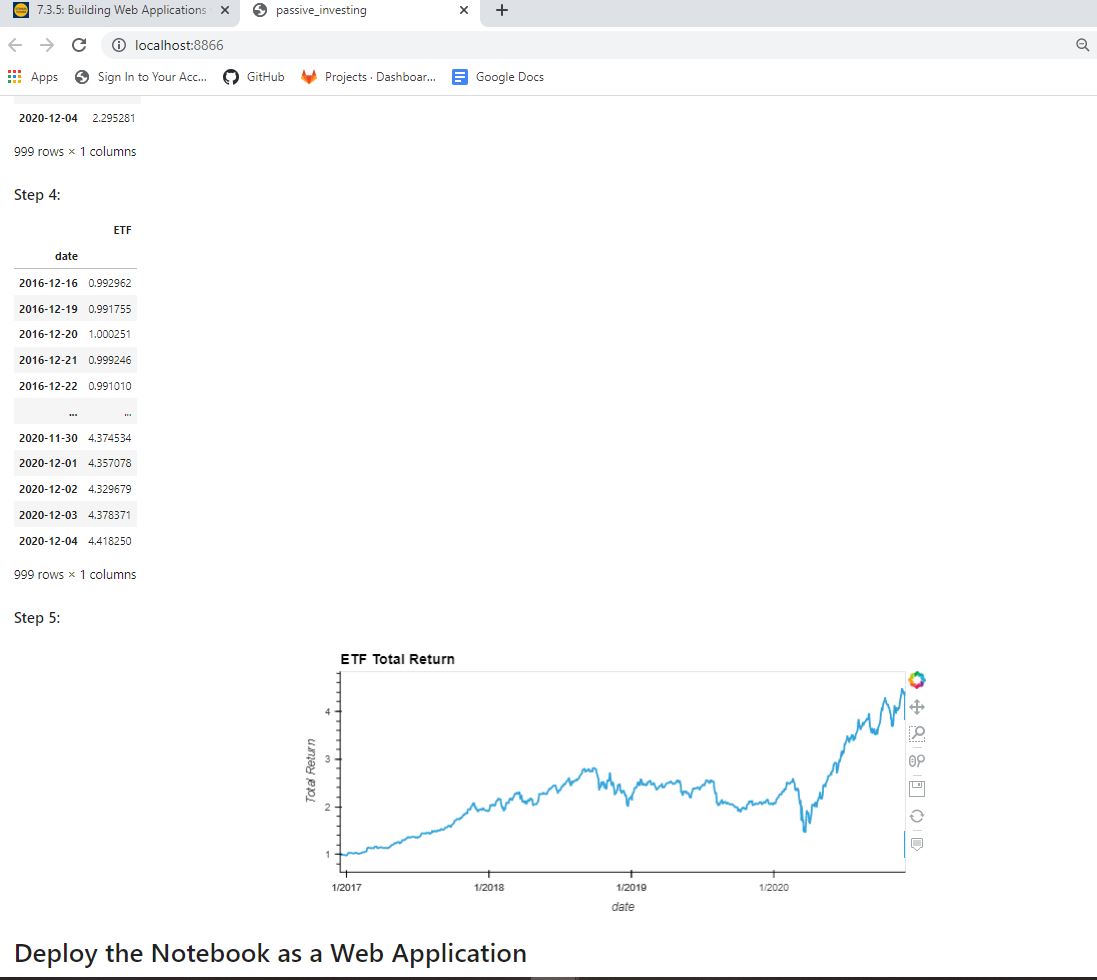 7.3.5: Building Web Applications
passive_investing
localhost:8866
Apps Sign In to Your Acc... GitHub Projects · Dashboar... Google Docs
2020-12-04 2.295281
999 rows × 1 columns
Step 4:
ETF
date
2016-12-16 0.992962
2016-12-19 0.991755
2016-12-20 1.000251
2016-12-21 0.999246
2016-12-22 0.991010
... ...
2020-11-30 4.374534
2020-12-01 4.357078
2020-12-02 4.329679
2020-12-03 4.378371
2020-12-04 4.418250
999 rows × 1 columns
Step 5:
ETF Total Return
Total Return
4
3
2
1
1/2017 1/2018 1/2019 1/2020
date
Deploy the Notebook as a Web Application